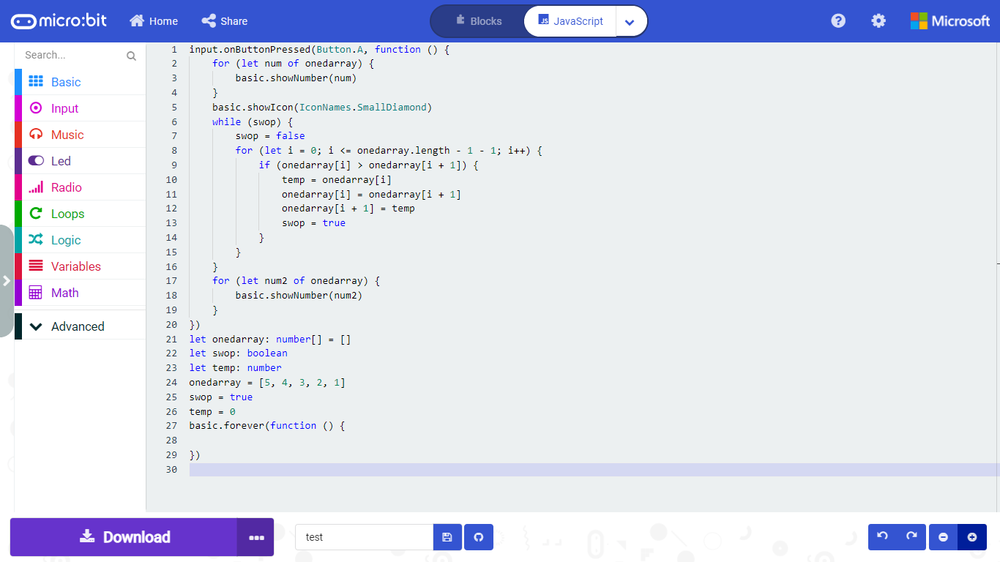 micro:bit Home Share Blocks JavaScript Microsoft
Search...
Basic
Input
Music
Led
Radio
Loops
Logic
Variables
Math
Advanced
1 input.onButtonPressed(Button.A, function () {
2 for (let num of onedarray) {
3 basic.showNumber(num)
4 }
5 basic.showIcon(IconNames.SmallDiamond)
6 while (swop) {
7 swop = false
8 for (let i = 0; i <= onedarray.length - 1 - 1; i++) {
9 if (onedarray[i] > onedarray[i + 1]) {
10 temp = onedarray[i]
11 onedarray[i] = onedarray[i + 1]
12 onedarray[i + 1] = temp
13 swop = true
14 }
15 }
16 }
17 for (let num2 of onedarray) {
18 basic.showNumber(num2)
19 }
20 })
21 let onedarray: number[] = []
22 let swop: boolean
23 let temp: number
24 onedarray = [5, 4, 3, 2, 1]
25 swop = true
26 temp = 0
27 basic.forever(function () {
28
29 })
30
Download ••• test